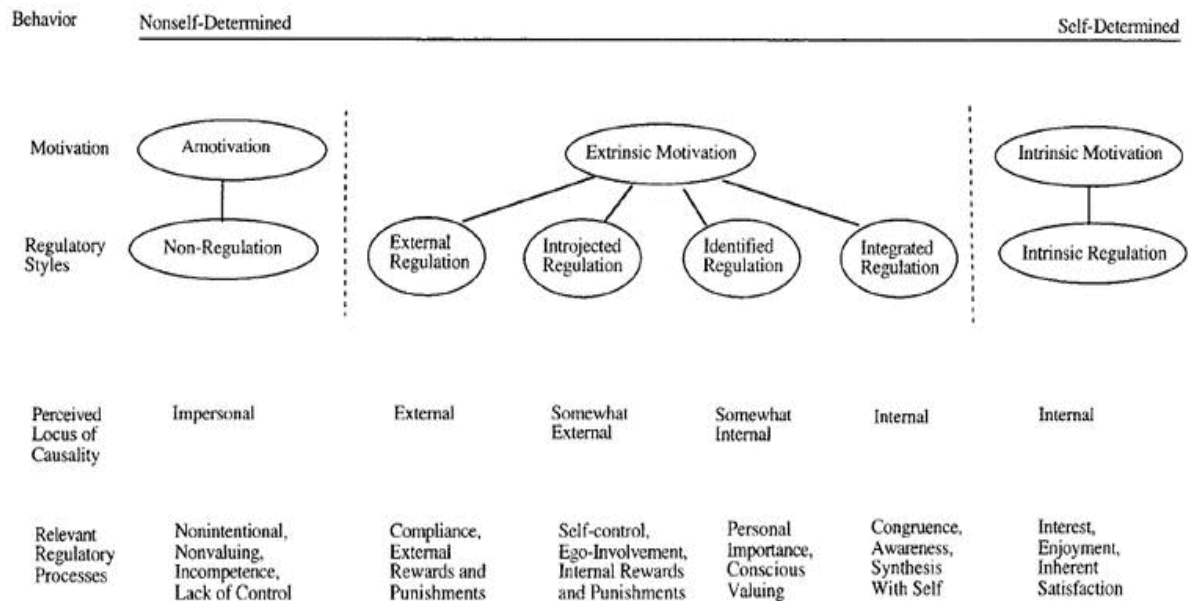 Behavior Nonself-Determined Self-Determined
Motivation Amotivation Extrinsic Motivation Intrinsic Motivation
Regulatory
Styles
Non-Regulation
External
Regulation
Introjected
Regulation
Identified
Regulation
Integrated
Regulation
Intrinsic Regulation
Perceived
Locus of
Causality
Impersonal
External
Somewhat
External
Somewhat
Internal
Internal
Internal
Relevant
Regulatory
Processes
Nonintentional,
Nonvaluing,
Incompetence,
Lack of Control
Compliance,
External
Rewards and
Punishments
Self-control,
Ego-Involvement,
Internal Rewards
and Punishments
Personal
Importance,
Conscious
Valuing
Congruence,
Awareness,
Synthesis
With Self
Interest,
Enjoyment,
Inherent
Satisfaction